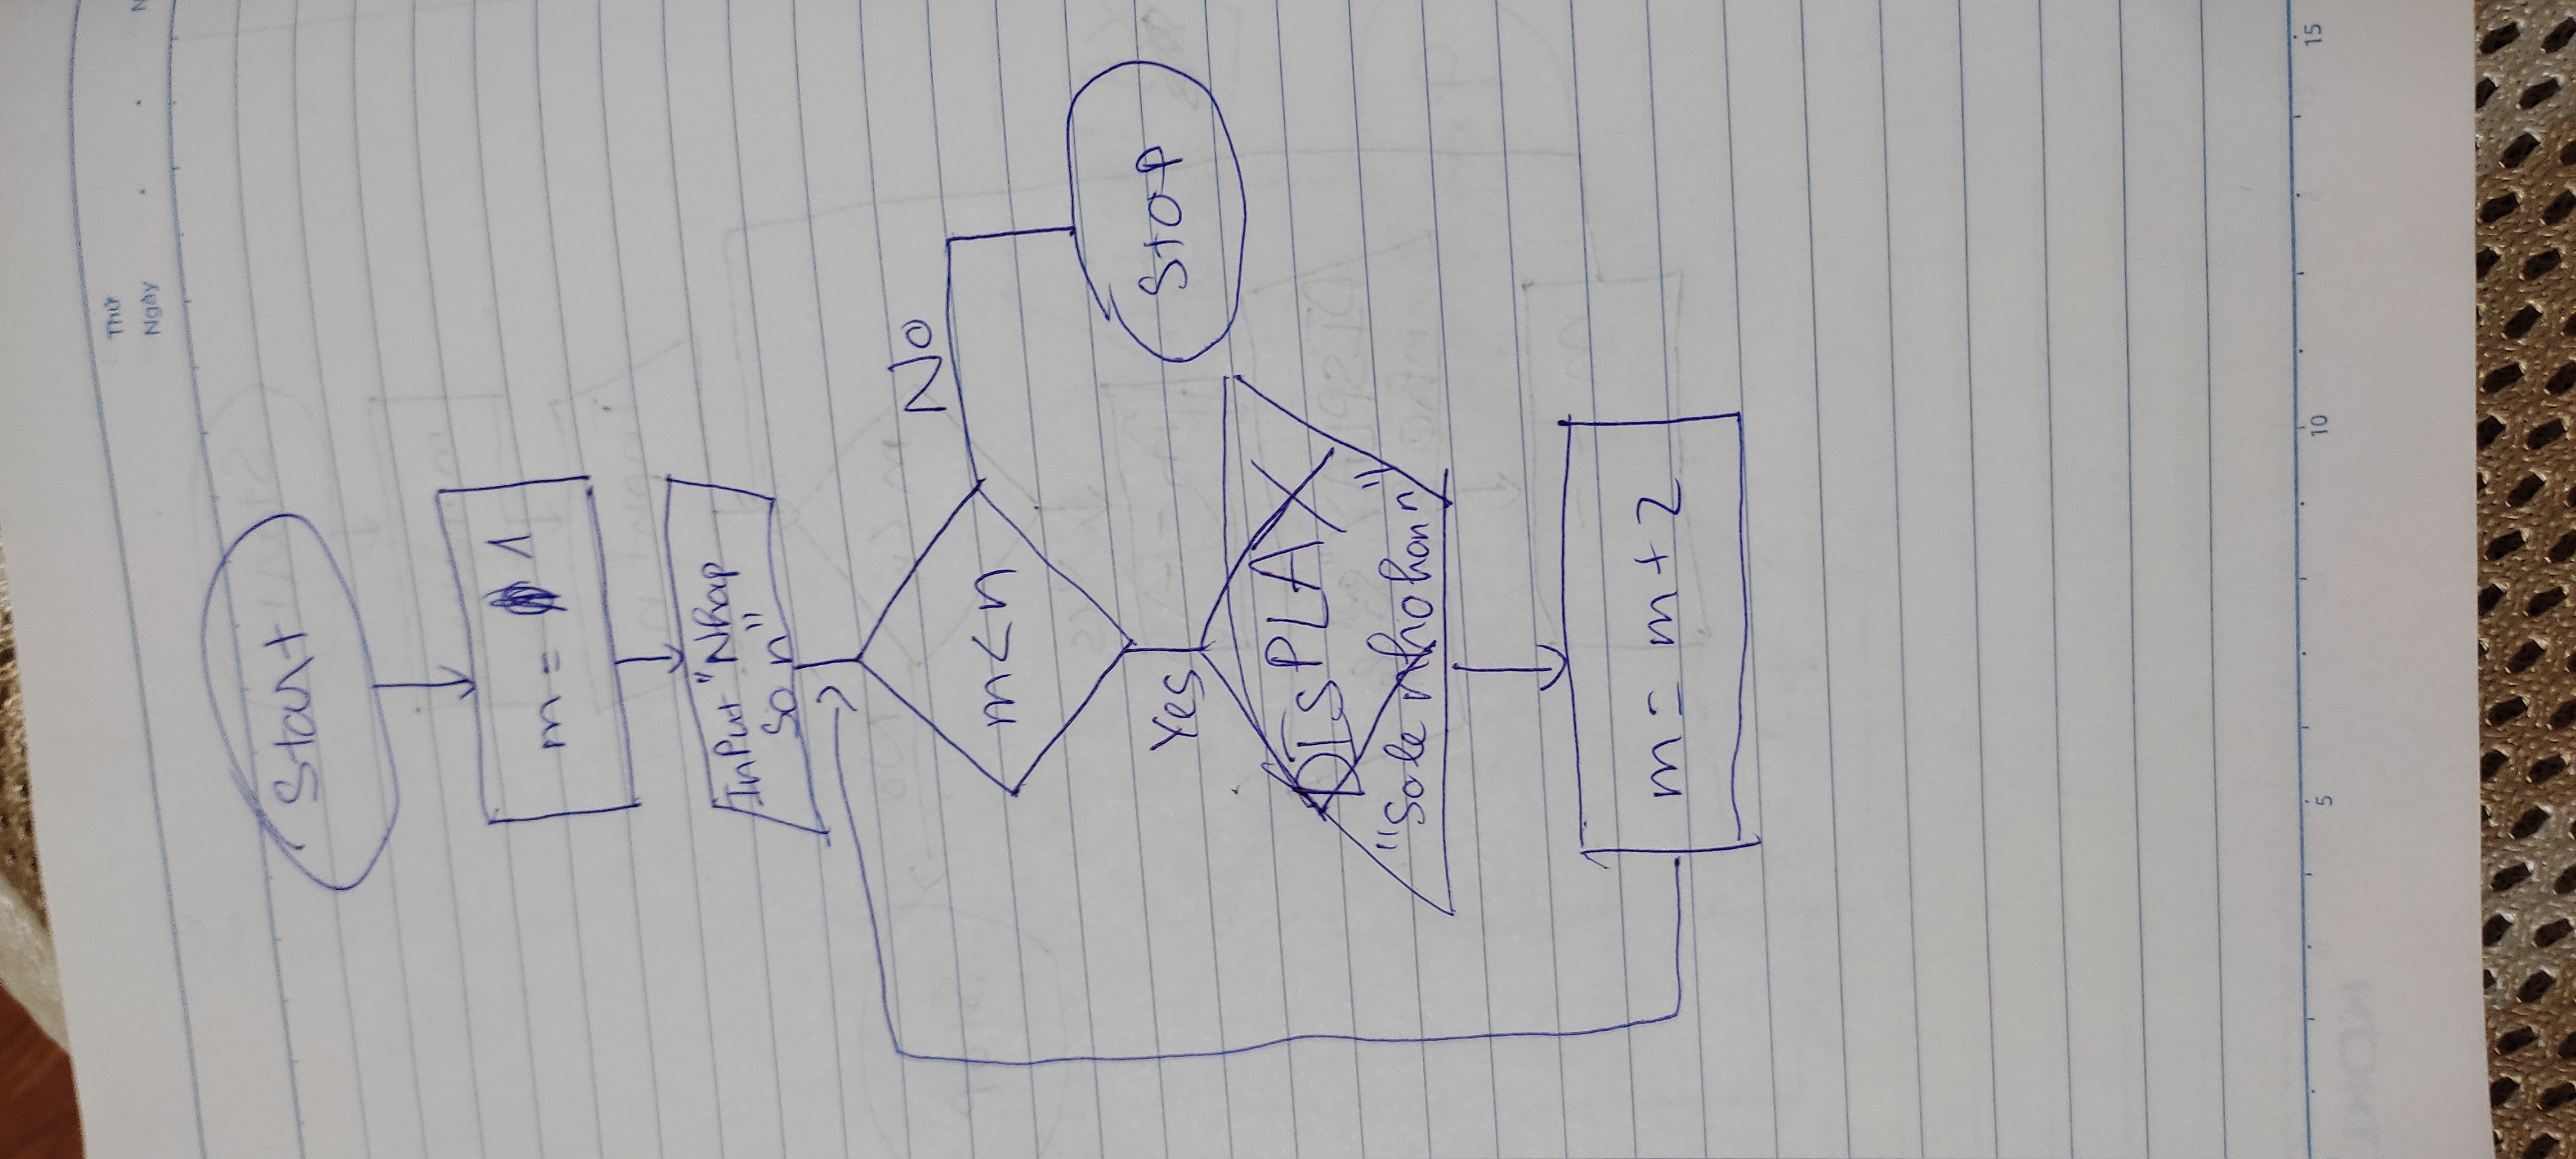 Thứ
Ngày
Start
m = 1
Input "Nhap
so n"
m<n
No
Yes
DISPLAY
"So le nho hon n"
Stop
m = m + 2
5
10
15